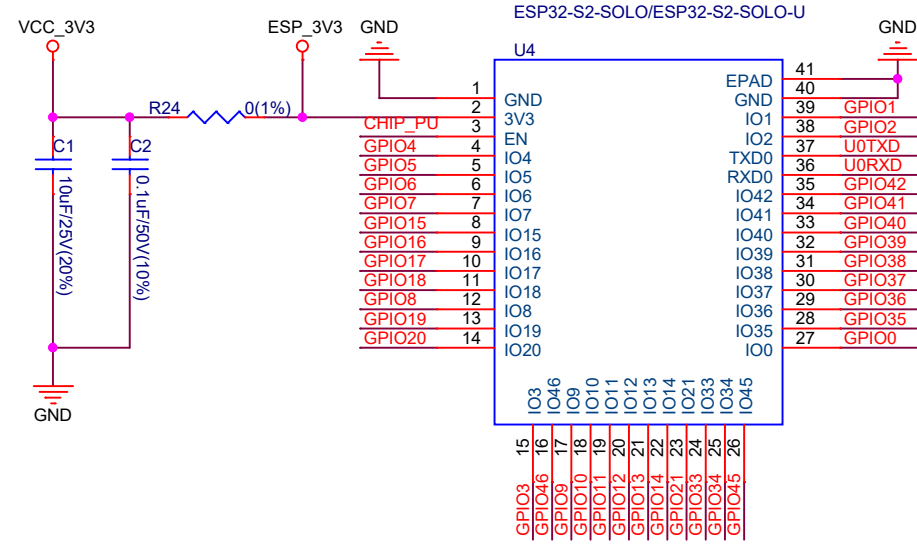 ESP32-S2-SOLO/ESP32-S2-SOLO-U
VCC_3V3
ESP_3V3
GND
GND
U4
R24
0(1%)
C1
10uF/25V(20%)
C2
0.1uF/50V(10%)
GND
1 GND
2 3V3
CHIP_PU 3 EN
GPIO4 4 IO4
GPIO5 5 IO5
GPIO6 6 IO6
GPIO7 7 IO7
GPIO15 8 IO15
GPIO16 9 IO16
GPIO17 10 IO17
GPIO18 11 IO18
GPIO8 12 IO8
GPIO19 13 IO19
GPIO20 14 IO20
EPAD 41
GND 40
IO1 39 GPIO1
IO2 38 GPIO2
TXD0 37 U0TXD
RXD0 36 U0RXD
IO42 35 GPIO42
IO41 34 GPIO41
IO40 33 GPIO40
IO39 32 GPIO39
IO38 31 GPIO38
IO37 30 GPIO37
IO36 29 GPIO36
IO35 28 GPIO35
IO0 27 GPIO0
IO3 15 GPIO3
IO46 16 GPIO46
IO9 17 GPIO9
IO10 18 GPIO10
IO11 19 GPIO11
IO12 20 GPIO12
IO13 21 GPIO13
IO14 22 GPIO14
IO21 23 GPIO21
IO33 24 GPIO33
IO34 25 GPIO34
IO45 26 GPIO45